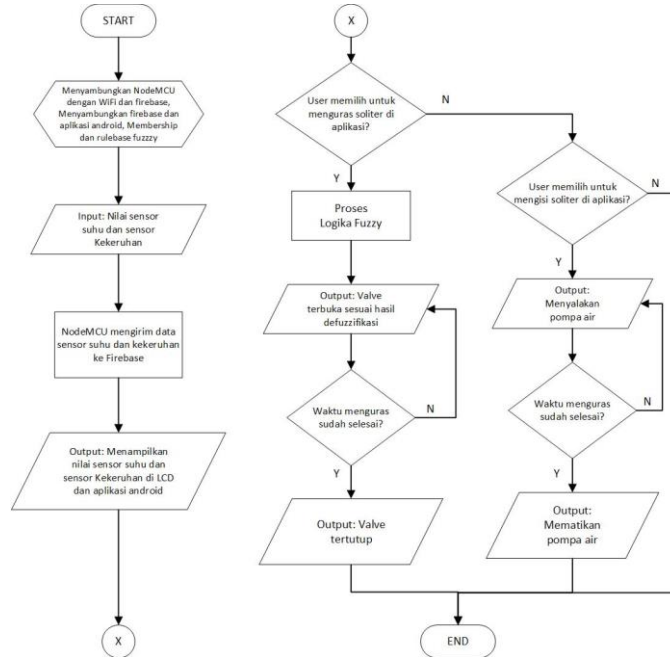 START
Menyambungkan NodeMCU
dengan WiFi dan firebase,
Menyambungkan firebase dan
aplikasi android, Membership
dan rulebase fuzzzy
Input: Nilai sensor
suhu dan sensor
Kekeruhan
NodeMCU mengirim data
sensor suhu dan kekeruhan
ke Firebase
Output: Menampilkan
nilai sensor suhu dan
sensor Kekeruhan di LCD
dan aplikasi android
X
X
User memilih untuk
menguras soliter di
aplikasi?
N
Y
Proses
Logika Fuzzy
Output: Valve
terbuka sesuai hasil
defuzzifikasi
Waktu menguras
sudah selesai?
N
Y
Output: Valve
tertutup
User memilih untuk
mengisi soliter di aplikasi?
N
Y
Output:
Menyalakan
pompa air
Waktu menguras
sudah selesai?
N
Y
Output:
Mematikan
pompa air
END